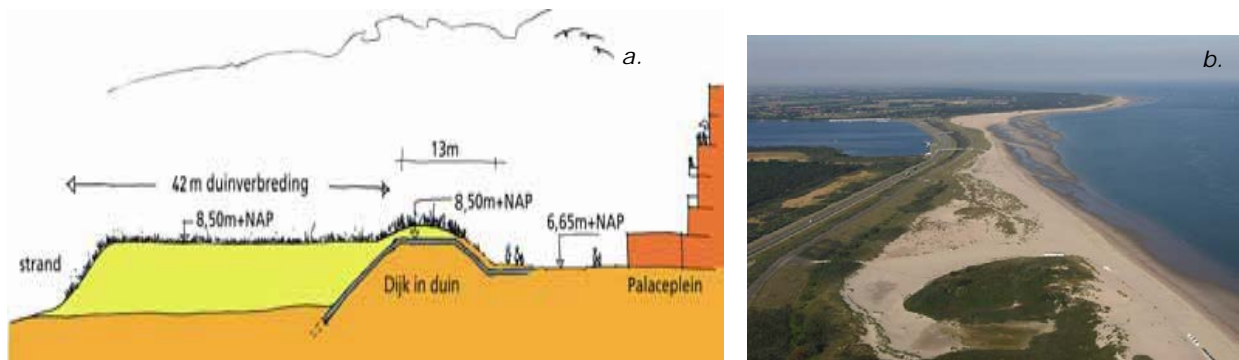 a.
b.
13m
42 m duinverbreding
8,50m+NAP
8,50m+NAP
6,65m+NAP
strand
Dijk in duin
Palaceplein